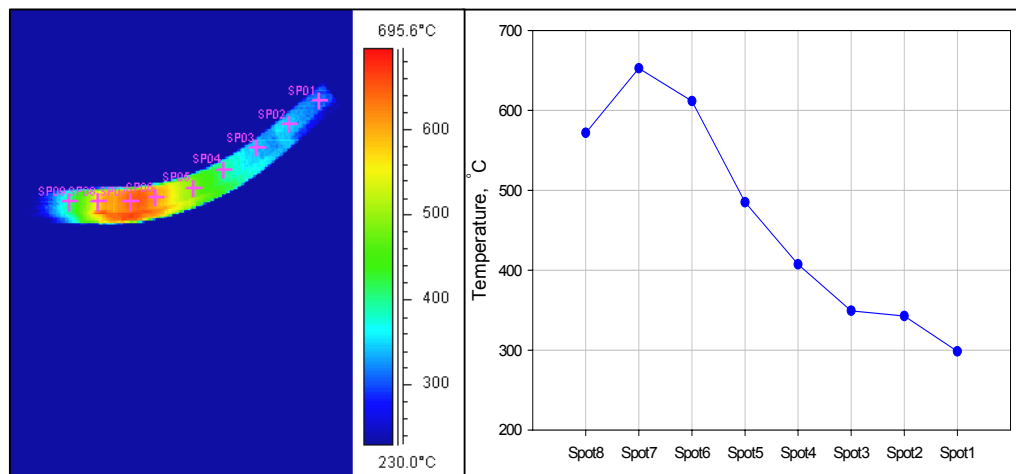 695.6°C
SP01
SP02
SP03
SP04
SP05
SP09
600
500
400
300
230.0°C
Temperature, °C
700
600
500
400
300
200
Spot8
Spot7
Spot6
Spot5
Spot4
Spot3
Spot2
Spot1